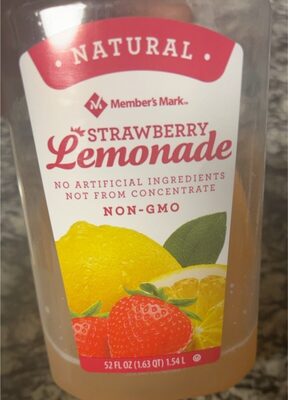 • NATURAL •
Member's Mark™
STRAWBERRY
Lemonade
NO ARTIFICIAL INGREDIENTS
NOT FROM CONCENTRATE
NON-GMO
52 FL OZ (1.63 QT) 1.54 L